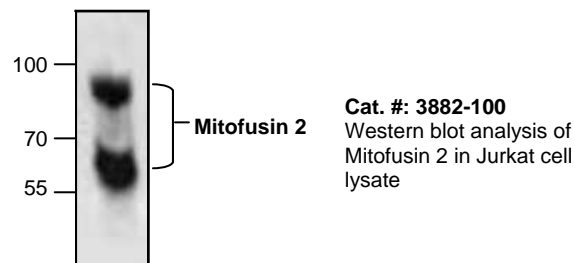 100
70
55
Mitofusin 2
Cat. #: 3882-100
Western blot analysis of
Mitofusin 2 in Jurkat cell
lysate